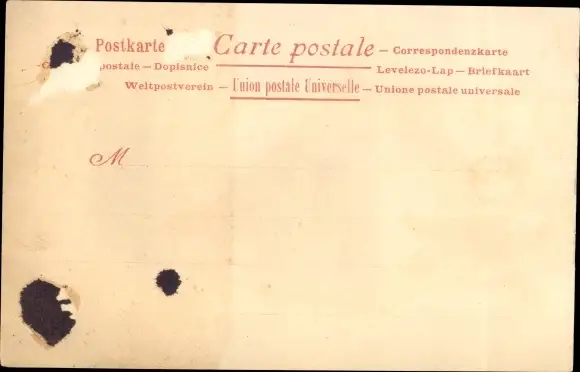 Postkarte Carte postale — Correspondenzkarte
postale — Dopisnice Levelezo-Lap — Briefkaart
Weltpostverein — Union postale Universelle — Unione postale universale
M